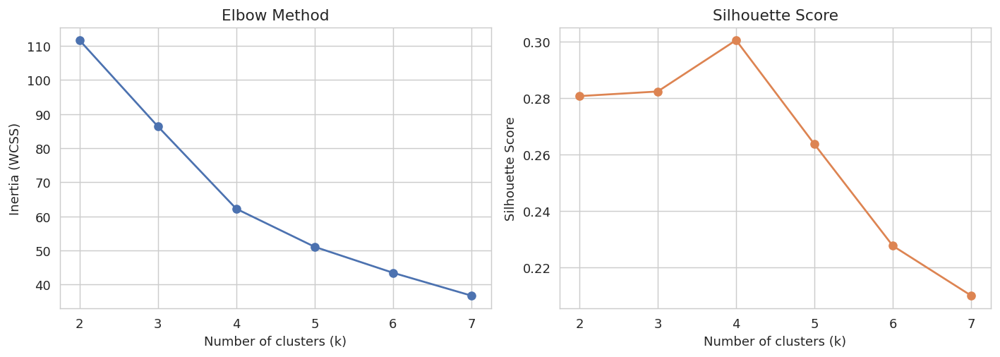 Elbow Method
Inertia (WCSS)
110
100
90
80
70
60
50
40
2 3 4 5 6 7
Number of clusters (k)
Silhouette Score
Silhouette Score
0.30
0.28
0.26
0.24
0.22
2 3 4 5 6 7
Number of clusters (k)